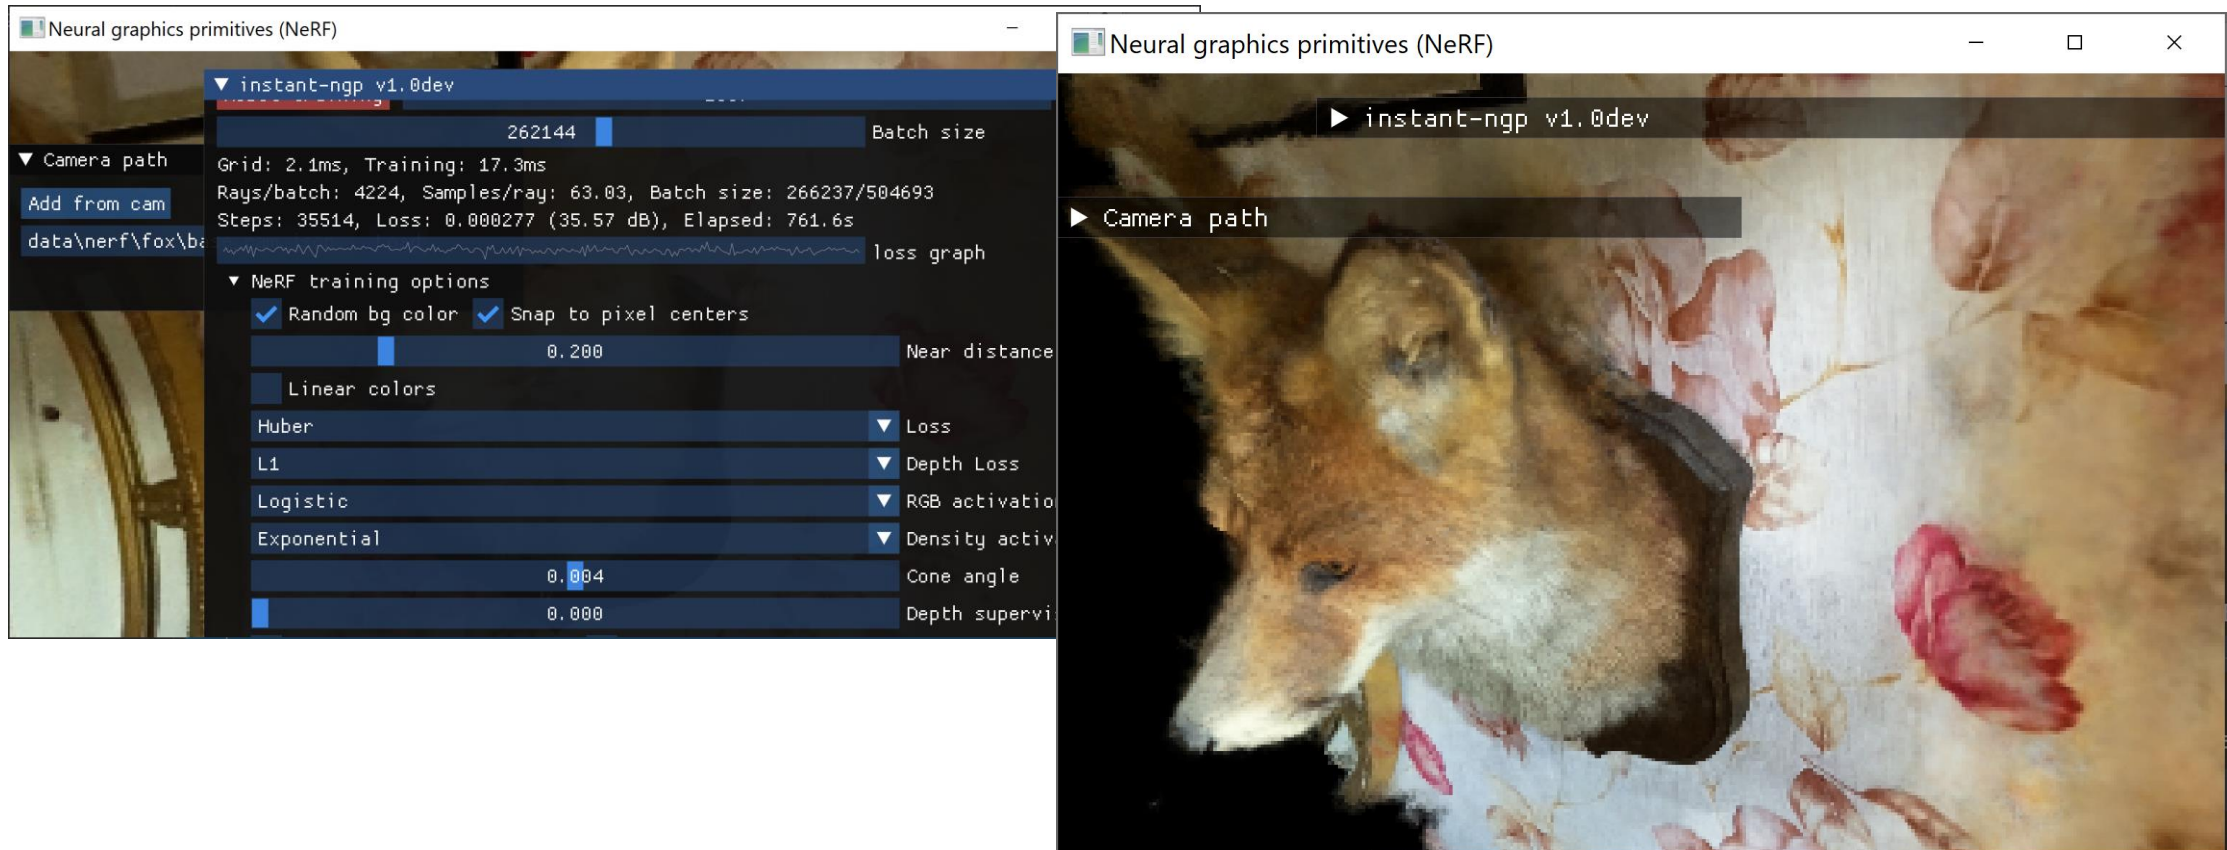 Neural graphics primitives (NeRF)
instant-ngp v1.0dev
262144 Batch size
Camera path
Grid: 2.1ms, Training: 17.3ms
Add from cam
Rays/batch: 4224, Samples/ray: 63.03, Batch size: 266237/504693
Steps: 35514, Loss: 0.000277 (35.57 dB), Elapsed: 761.6s
data\nerf\fox\ba
loss graph
NeRF training options
Random bg color Snap to pixel centers
0.200 Near distance
Linear colors
Huber Loss
L1 Depth Loss
Logistic RGB activatio
Exponential Density activ
0.004 Cone angle
0.000 Depth supervi
Neural graphics primitives (NeRF)
instant-ngp v1.0dev
Camera path